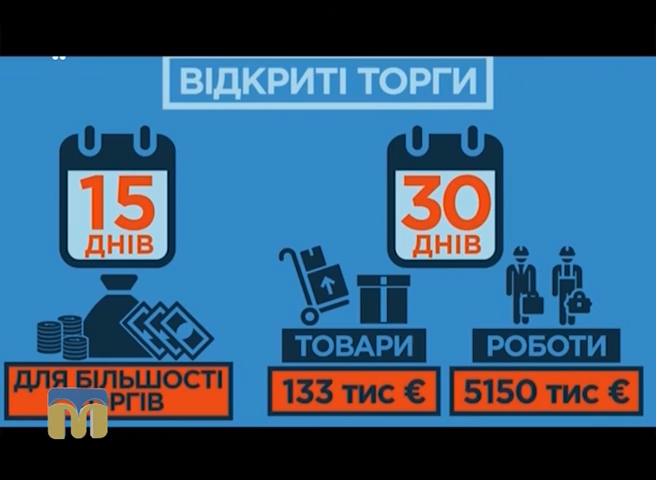 ВІДКРИТІ ТОРГИ
15
ДНІВ
30
ДНІВ
ТОВАРИ
РОБОТИ
ДЛЯ БІЛЬШОСТІ
133 тис €
5150 тис €